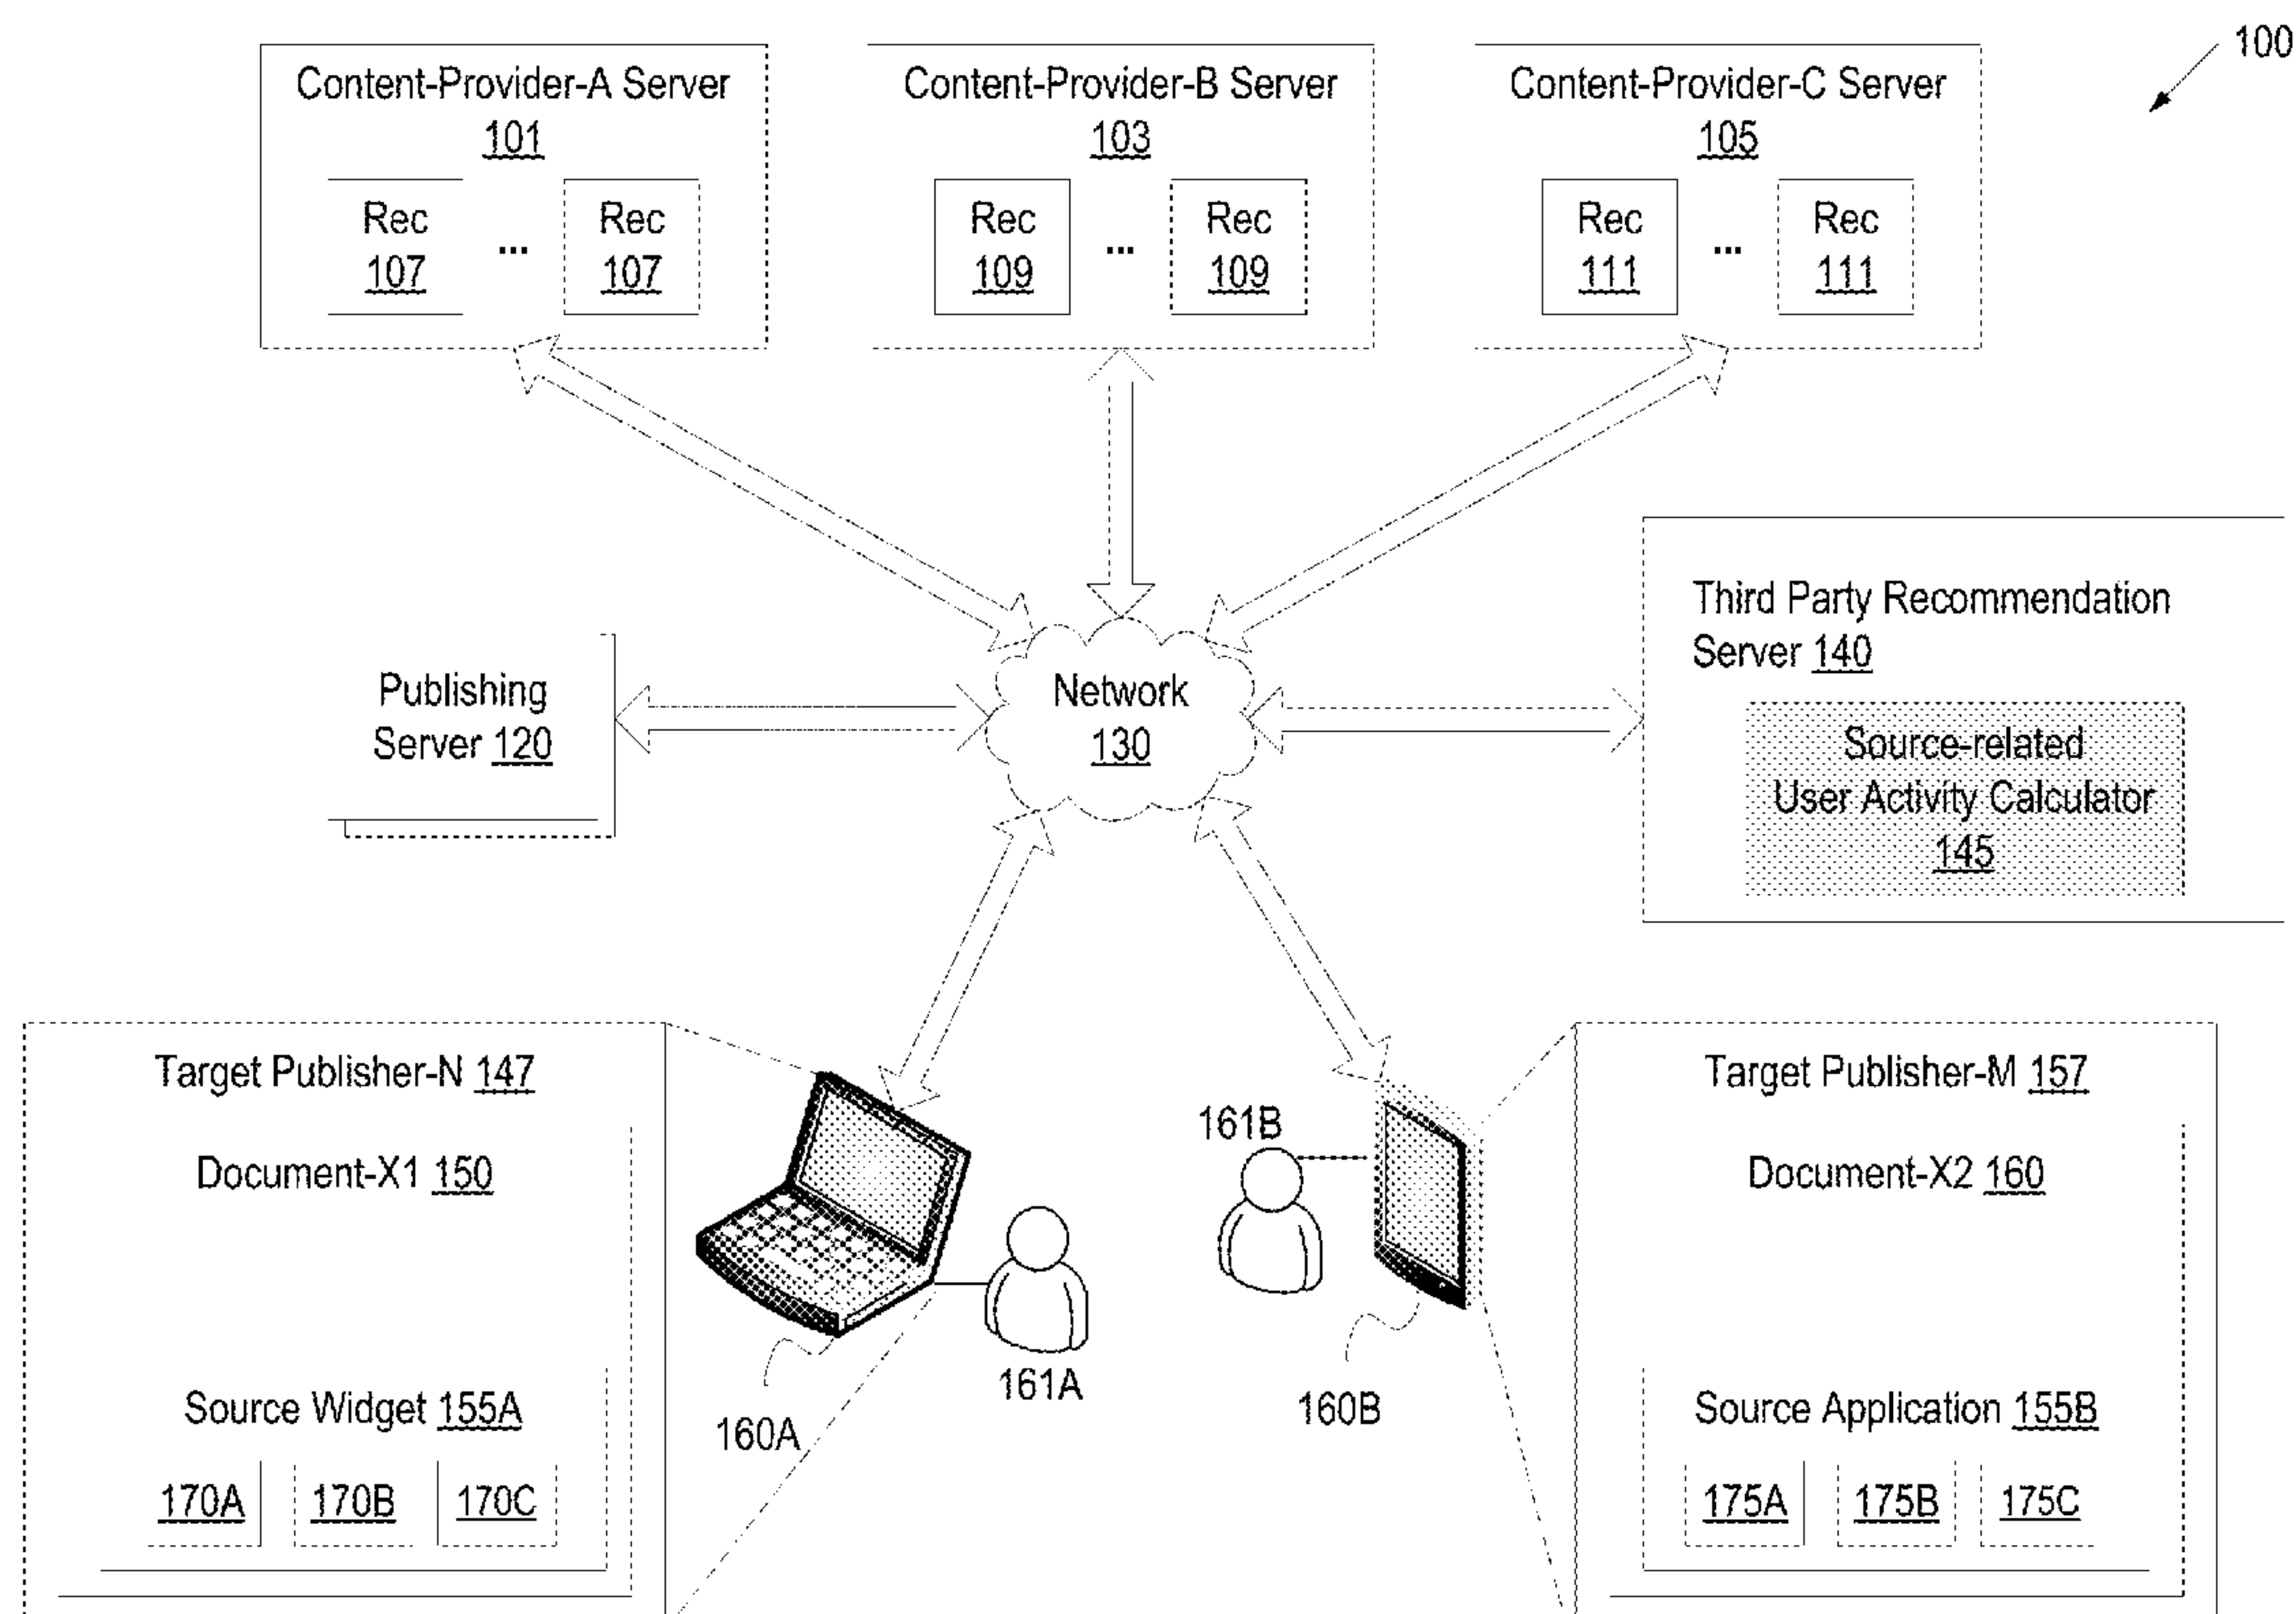 100
Content-Provider-A Server
101
Rec
107
...
Rec
107
Content-Provider-B Server
103
Rec
109
...
Rec
109
Content-Provider-C Server
105
Rec
111
...
Rec
111
Third Party Recommendation
Server 140
Source-related
User Activity Calculator
145
Publishing
Server 120
Network
130
Target Publisher-N 147
Document-X1 150
Source Widget 155A
170A
170B
170C
160A
161A
161B
160B
Target Publisher-M 157
Document-X2 160
Source Application 155B
175A
175B
175C